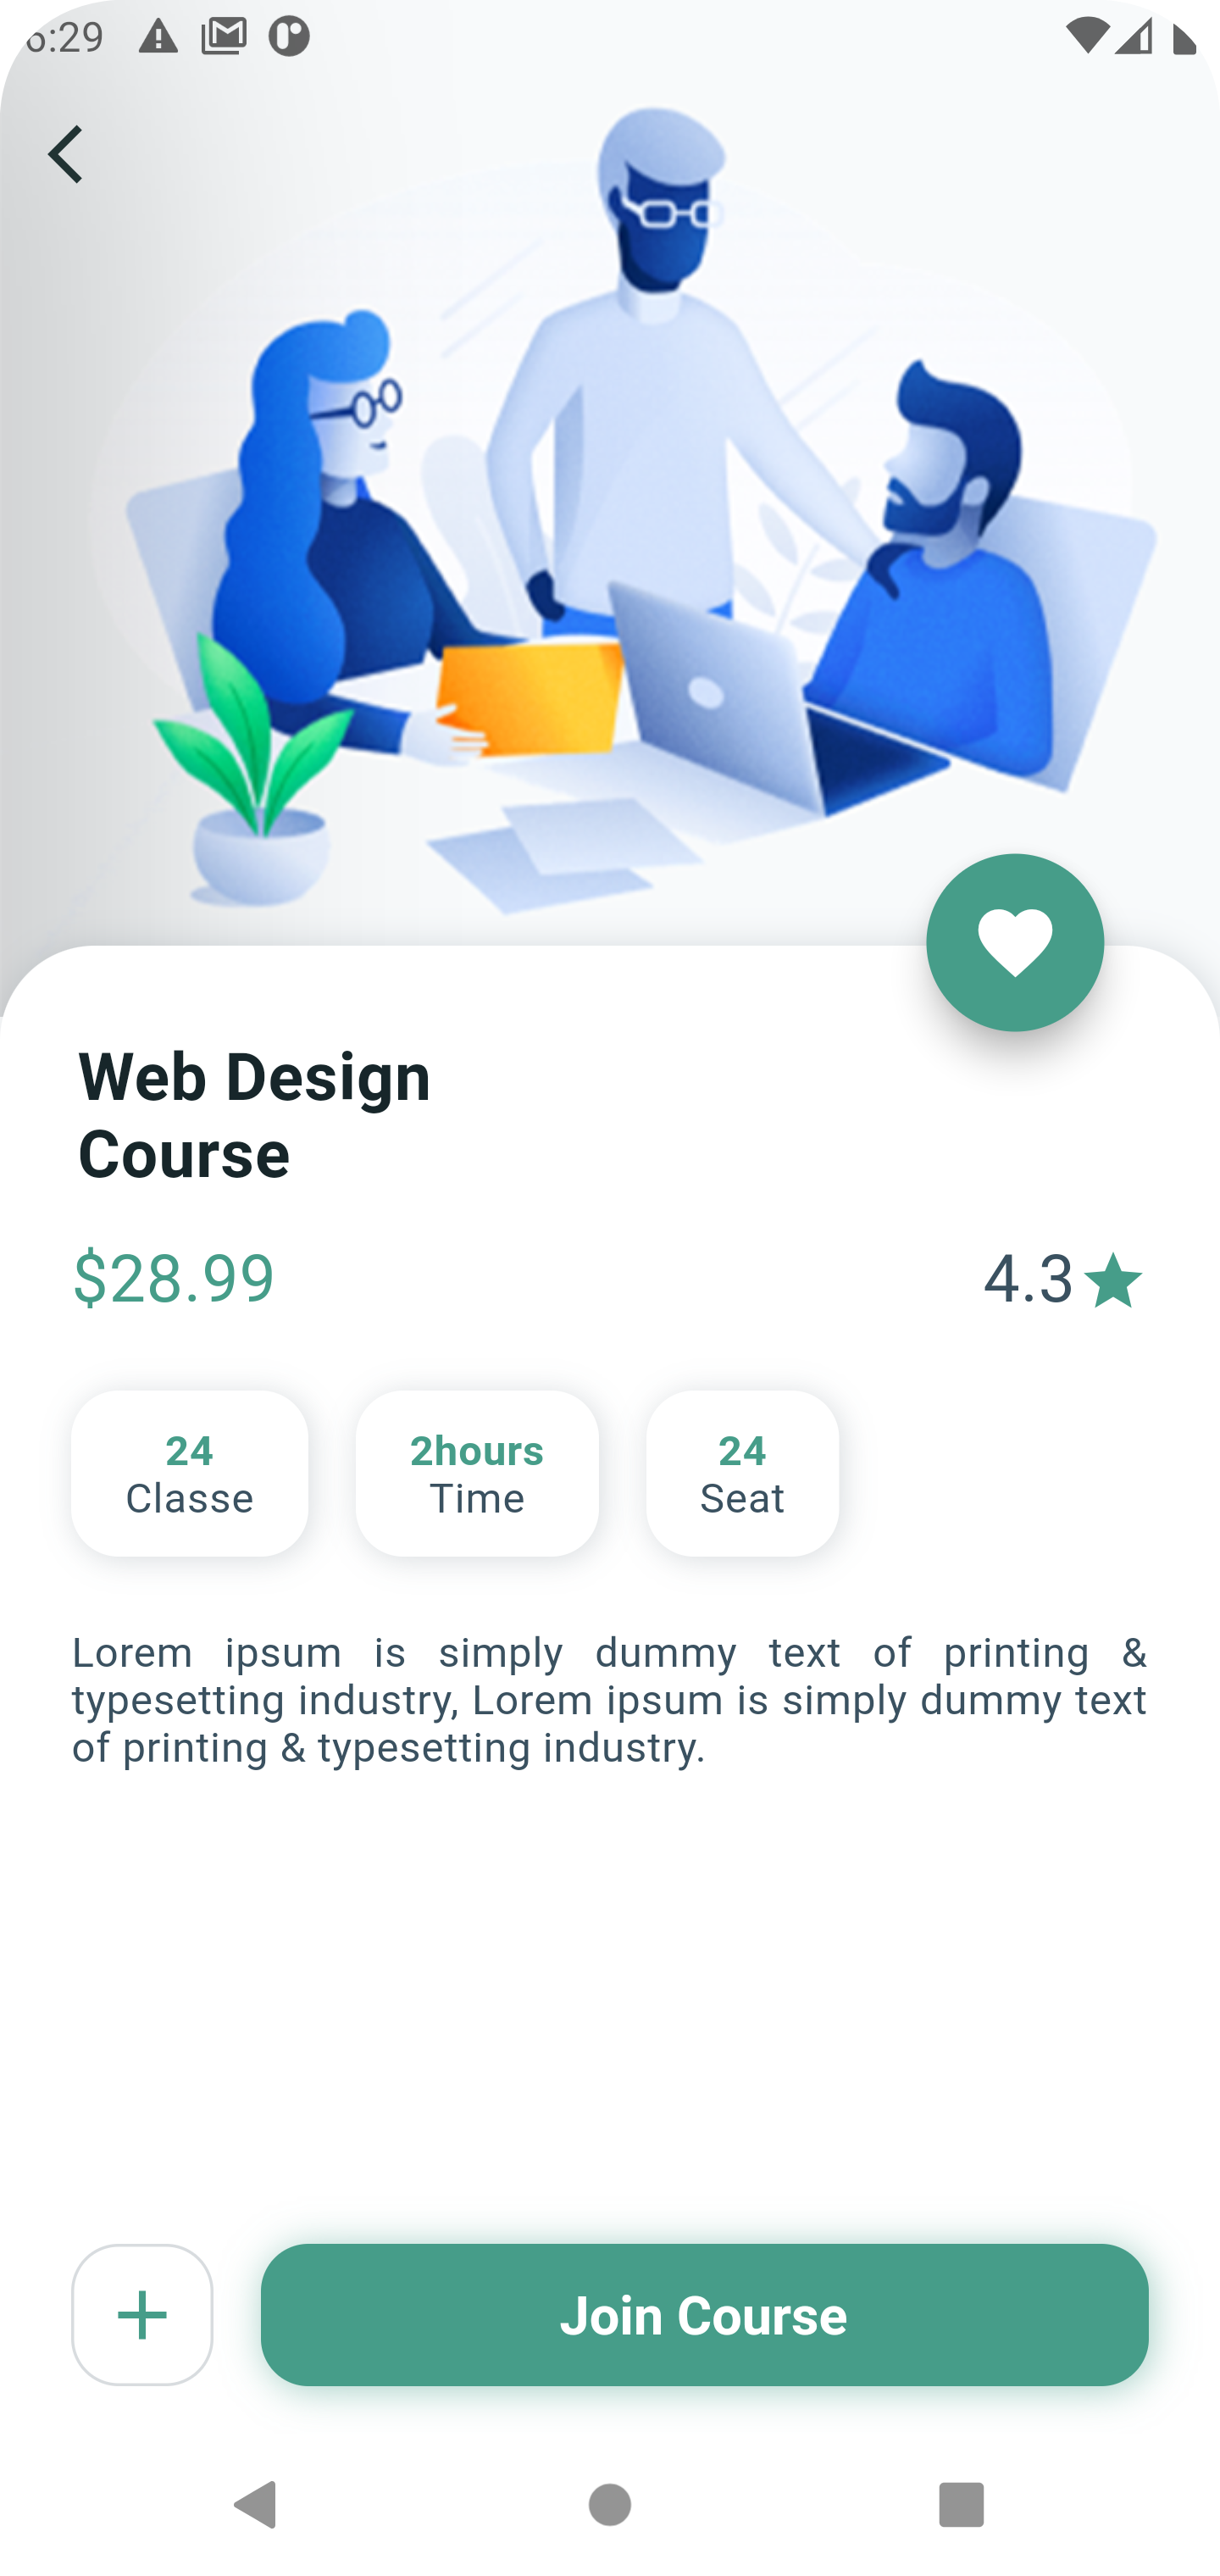 6:29
Web Design
Course
$28.99
4.3
24
Classe
2hours
Time
24
Seat
Lorem ipsum is simply dummy text of printing &
typesetting industry, Lorem ipsum is simply dummy text
of printing & typesetting industry.
Join Course